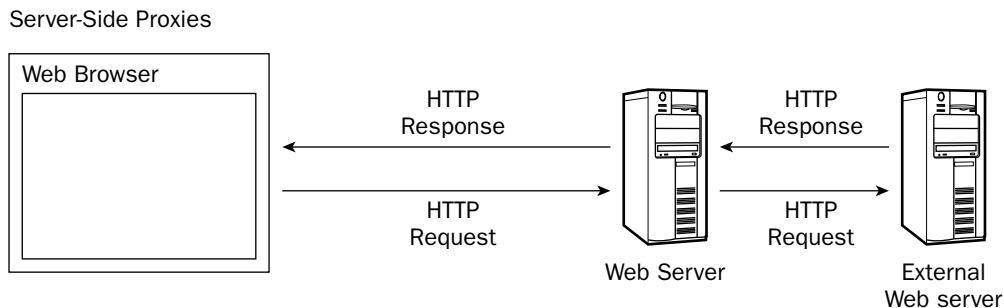 Server-Side Proxies
Web Browser
HTTP
Response
HTTP
Response
HTTP
Request
HTTP
Request
Web Server
External
Web server